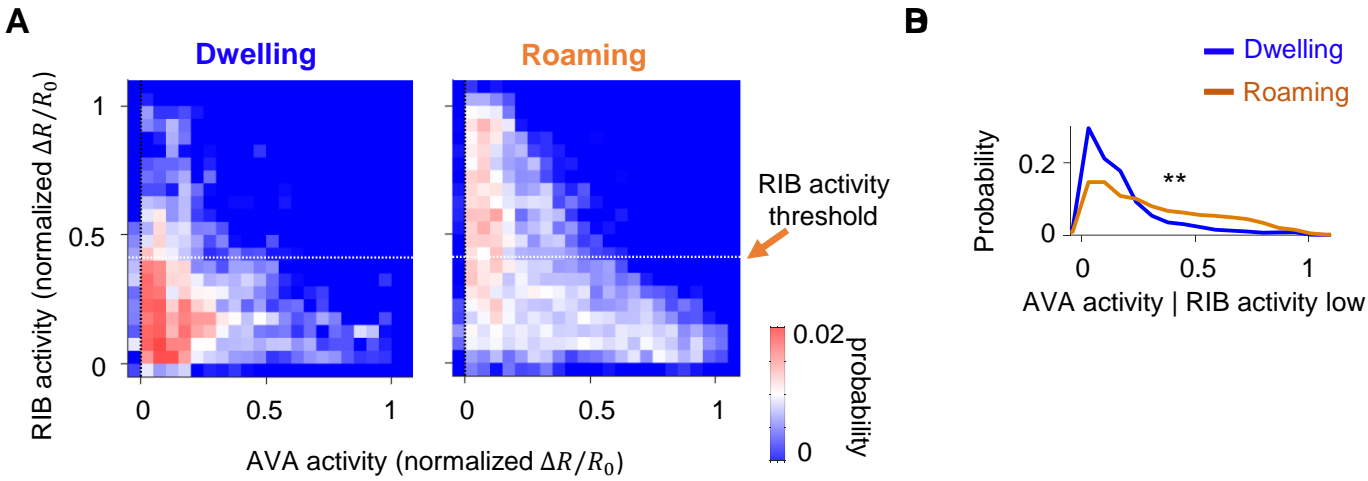 A
Dwelling
Roaming
RIB activity (normalized ΔR/R₀)
1
0.5
0
0
0.5
1
0
0.5
1
AVA activity (normalized ΔR/R₀)
RIB activity
threshold
0.02
0
probability
B
Dwelling
Roaming
Probability
0.2
0
**
0
0.5
1
AVA activity | RIB activity low